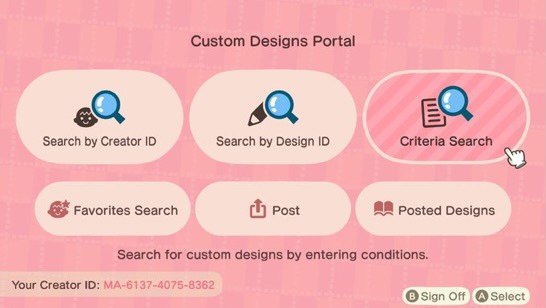 Custom Designs Portal
Search by Creator ID
Search by Design ID
Criteria Search
Favorites Search
Post
Posted Designs
Search for custom designs by entering conditions.
Your Creator ID: MA-6137-4075-8362
B Sign Off A Select